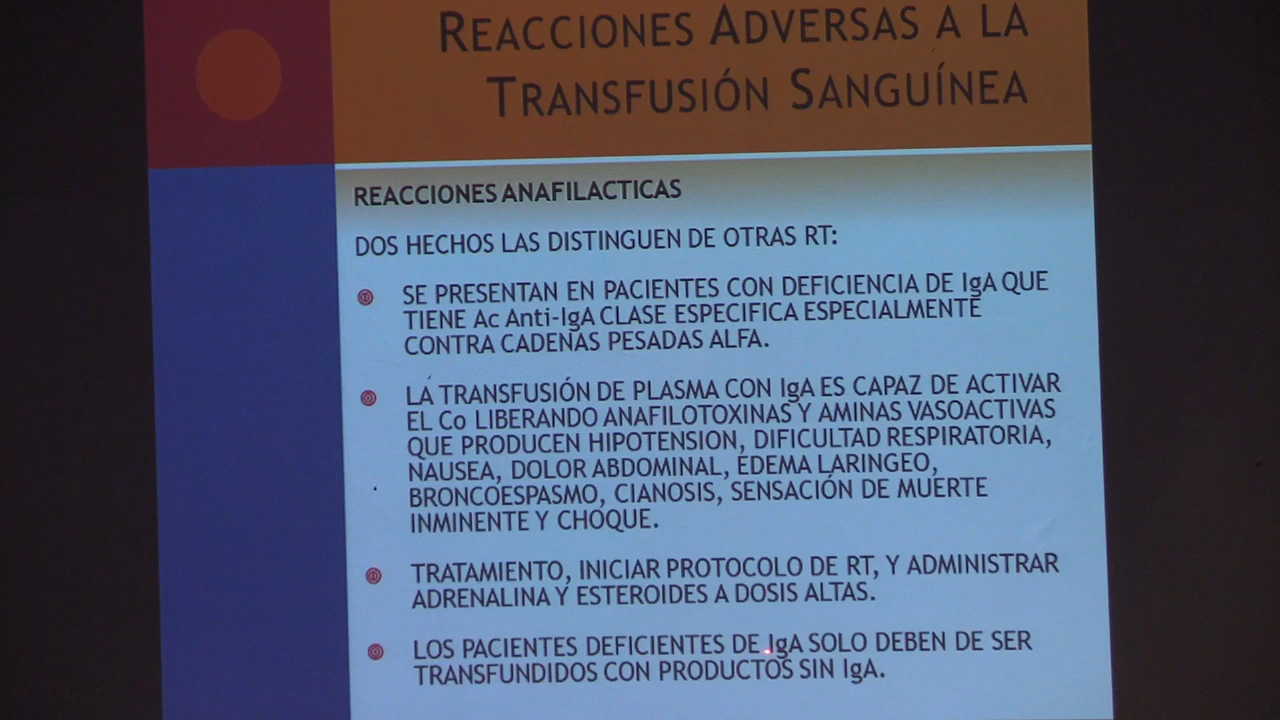 REACCIONES ADVERSAS A LA
TRANSFUSIÓN SANGUÍNEA
REACCIONES ANAFILACTICAS
DOS HECHOS LAS DISTINGUEN DE OTRAS RT:
SE PRESENTAN EN PACIENTES CON DEFICIENCIA DE IgA QUE
TIENE Ac Anti-IgA CLASE ESPECIFICA ESPECIALMENTE
CONTRA CADENAS PESADAS ALFA.
LA TRANSFUSIÓN DE PLASMA CON IgA ES CAPAZ DE ACTIVAR
EL Co LIBERANDO ANAFILOTOXINAS Y AMINAS VASOACTIVAS
QUE PRODUCEN HIPOTENSION, DIFICULTAD RESPIRATORIA,
NAUSEA, DOLOR ABDOMINAL, EDEMA LARINGEO,
BRONCOESPASMO, CIANOSIS, SENSACIÓN DE MUERTE
INMINENTE Y CHOQUE.
TRATAMIENTO, INICIAR PROTOCOLO DE RT, Y ADMINISTRAR
ADRENALINA Y ESTEROIDES A DOSIS ALTAS.
LOS PACIENTES DEFICIENTES DE IgA SOLO DEBEN DE SER
TRANSFUNDIDOS CON PRODUCTOS SIN IgA.